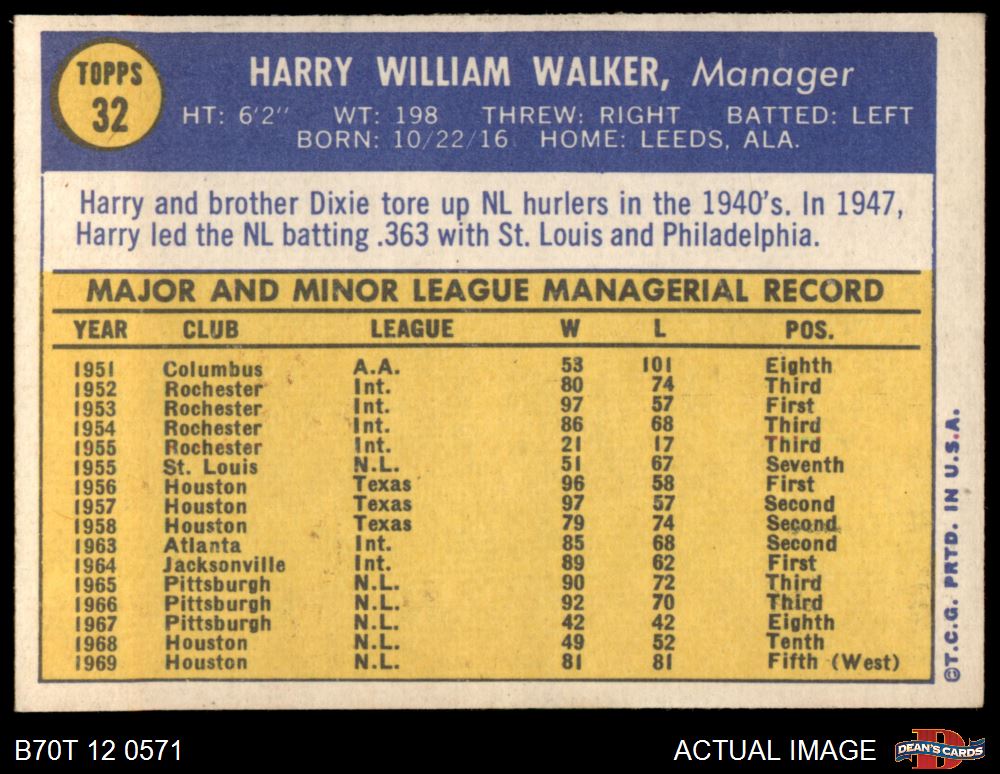 TOPPS
32
HARRY WILLIAM WALKER, Manager
HT: 6'2" WT: 198 THREW: RIGHT BATTED: LEFT
BORN: 10/22/16 HOME: LEEDS, ALA.
Harry and brother Dixie tore up NL hurlers in the 1940's. In 1947,
Harry led the NL batting .363 with St. Louis and Philadelphia.
MAJOR AND MINOR LEAGUE MANAGERIAL RECORD
YEAR CLUB LEAGUE W L POS.
1951 Columbus A.A. 53 101 Eighth
1952 Rochester Int. 80 74 Third
1953 Rochester Int. 97 57 First
1954 Rochester Int. 86 68 Third
1955 Rochester Int. 21 17 Third
1955 St. Louis N.L. 51 67 Seventh
1956 Houston Texas 96 58 First
1957 Houston Texas 97 57 Second
1958 Houston Texas 79 74 Second
1963 Atlanta Int. 85 68 Second
1964 Jacksonville Int. 89 62 First
1965 Pittsburgh N.L. 90 72 Third
1966 Pittsburgh N.L. 92 70 Third
1967 Pittsburgh N.L. 42 42 Eighth
1968 Houston N.L. 49 52 Tenth
1969 Houston N.L. 81 81 Fifth (West)
©T.C.G. PRTD. IN U.S.A.
B70T 12 0571
ACTUAL IMAGE
DEAN'S CARDS